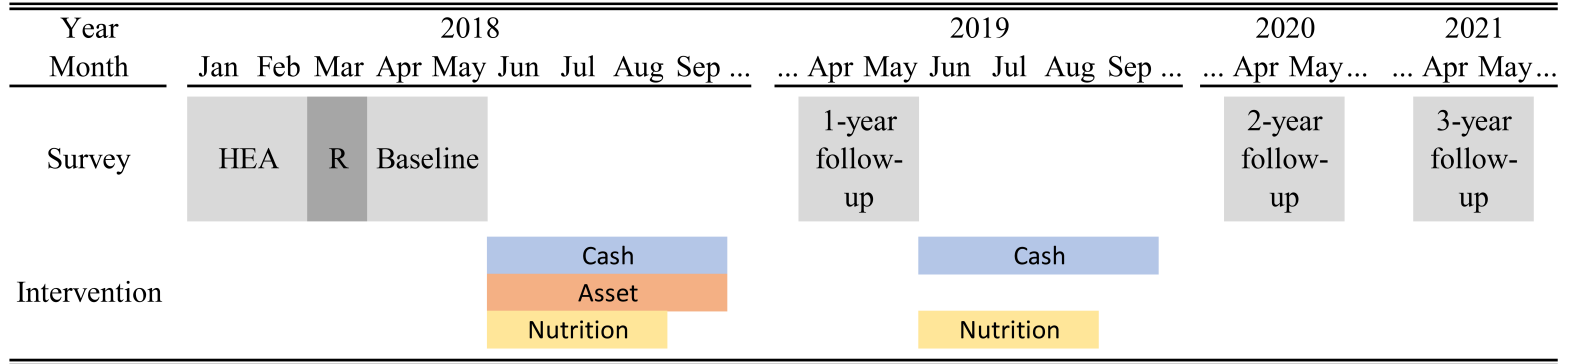 Year 2018 2019 2020 2021
Month Jan Feb Mar Apr May Jun Jul Aug Sep ... ... Apr May Jun Jul Aug Sep ... ... Apr May ... ... Apr May ...
Survey HEA R Baseline
1-year
follow-
up
2-year
follow-
up
3-year
follow-
up
Intervention
Cash Cash
Asset
Nutrition Nutrition